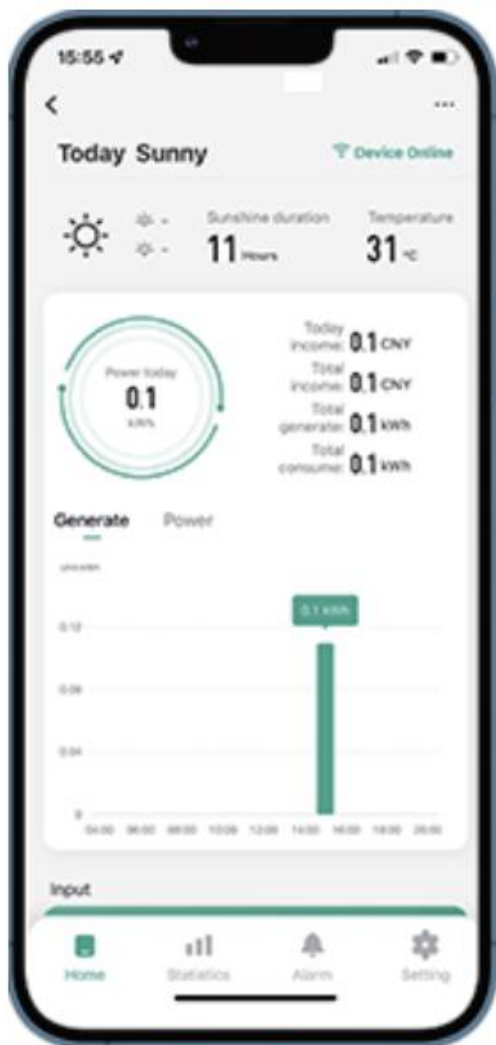 15:55
Today Sunny
Device Online
Sunshine duration
Temperature
11 Hours
31 °C
Power today
0.1
kWh
Today income: 0.1 CNY
Total income: 0.1 CNY
Total generate: 0.1 kWh
Total consume: 0.1 kWh
Generate
Power
0.1 kWh
0.12
0.08
0.04
0
04:00 06:00 08:00 10:00 12:00 14:00 16:00 18:00 20:00
Input
Home
Statistics
Alarm
Setting